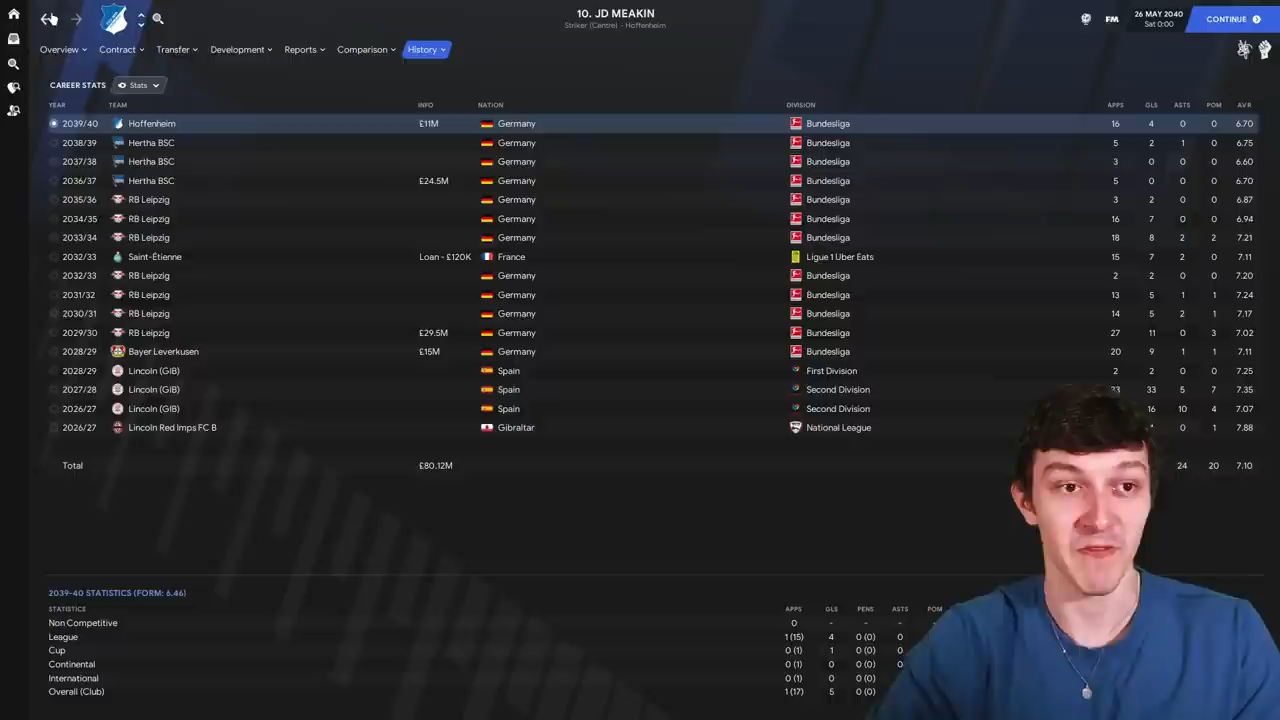 10. JD MEAKIN
Striker (Centre) - Hoffenheim
FM
26 MAY 2040
Sat 0:00
CONTINUE
Overview Contract Transfer Development Reports Comparison History
CAREER STATS Stats
YEAR TEAM INFO NATION DIVISION APPS GLS ASTS POM AVR
2039/40 Hoffenheim £11M Germany Bundesliga 16 4 0 0 6.70
2038/39 Hertha BSC Germany Bundesliga 5 2 1 0 6.75
2037/38 Hertha BSC Germany Bundesliga 3 0 0 0 6.60
2036/37 Hertha BSC £24.5M Germany Bundesliga 5 0 0 0 6.70
2035/36 RB Leipzig Germany Bundesliga 3 2 0 0 6.87
2034/35 RB Leipzig Germany Bundesliga 16 7 0 0 6.94
2033/34 RB Leipzig Germany Bundesliga 18 8 2 2 7.21
2032/33 Saint-Étienne Loan - £120K France Ligue 1 Uber Eats 15 7 2 0 7.11
2032/33 RB Leipzig Germany Bundesliga 2 2 0 0 7.20
2031/32 RB Leipzig Germany Bundesliga 13 5 1 1 7.24
2030/31 RB Leipzig Germany Bundesliga 14 5 2 1 7.17
2029/30 RB Leipzig £29.5M Germany Bundesliga 27 11 0 3 7.02
2028/29 Bayer Leverkusen £15M Germany Bundesliga 20 9 1 1 7.11
2028/29 Lincoln (GIB) Spain First Division 2 2 0 0 7.25
2027/28 Lincoln (GIB) Spain Second Division 33 5 7 7.35
2026/27 Lincoln (GIB) Spain Second Division 16 10 4 7.07
2026/27 Lincoln Red Imps FC B Gibraltar National League 0 1 7.88
Total £80.12M 24 20 7.10
2039-40 STATISTICS (FORM: 6.46)
STATISTICS APPS GLS PENS ASTS POM
Non Competitive 0 - - - -
League 1 (15) 4 0 (0) 0
Cup 0 (1) 1 0 (0) 0
Continental 0 (1) 0 0 (0) 0
International 0 (1) 0 0 (0)
Overall (Club) 1 (17) 5 0 (0)